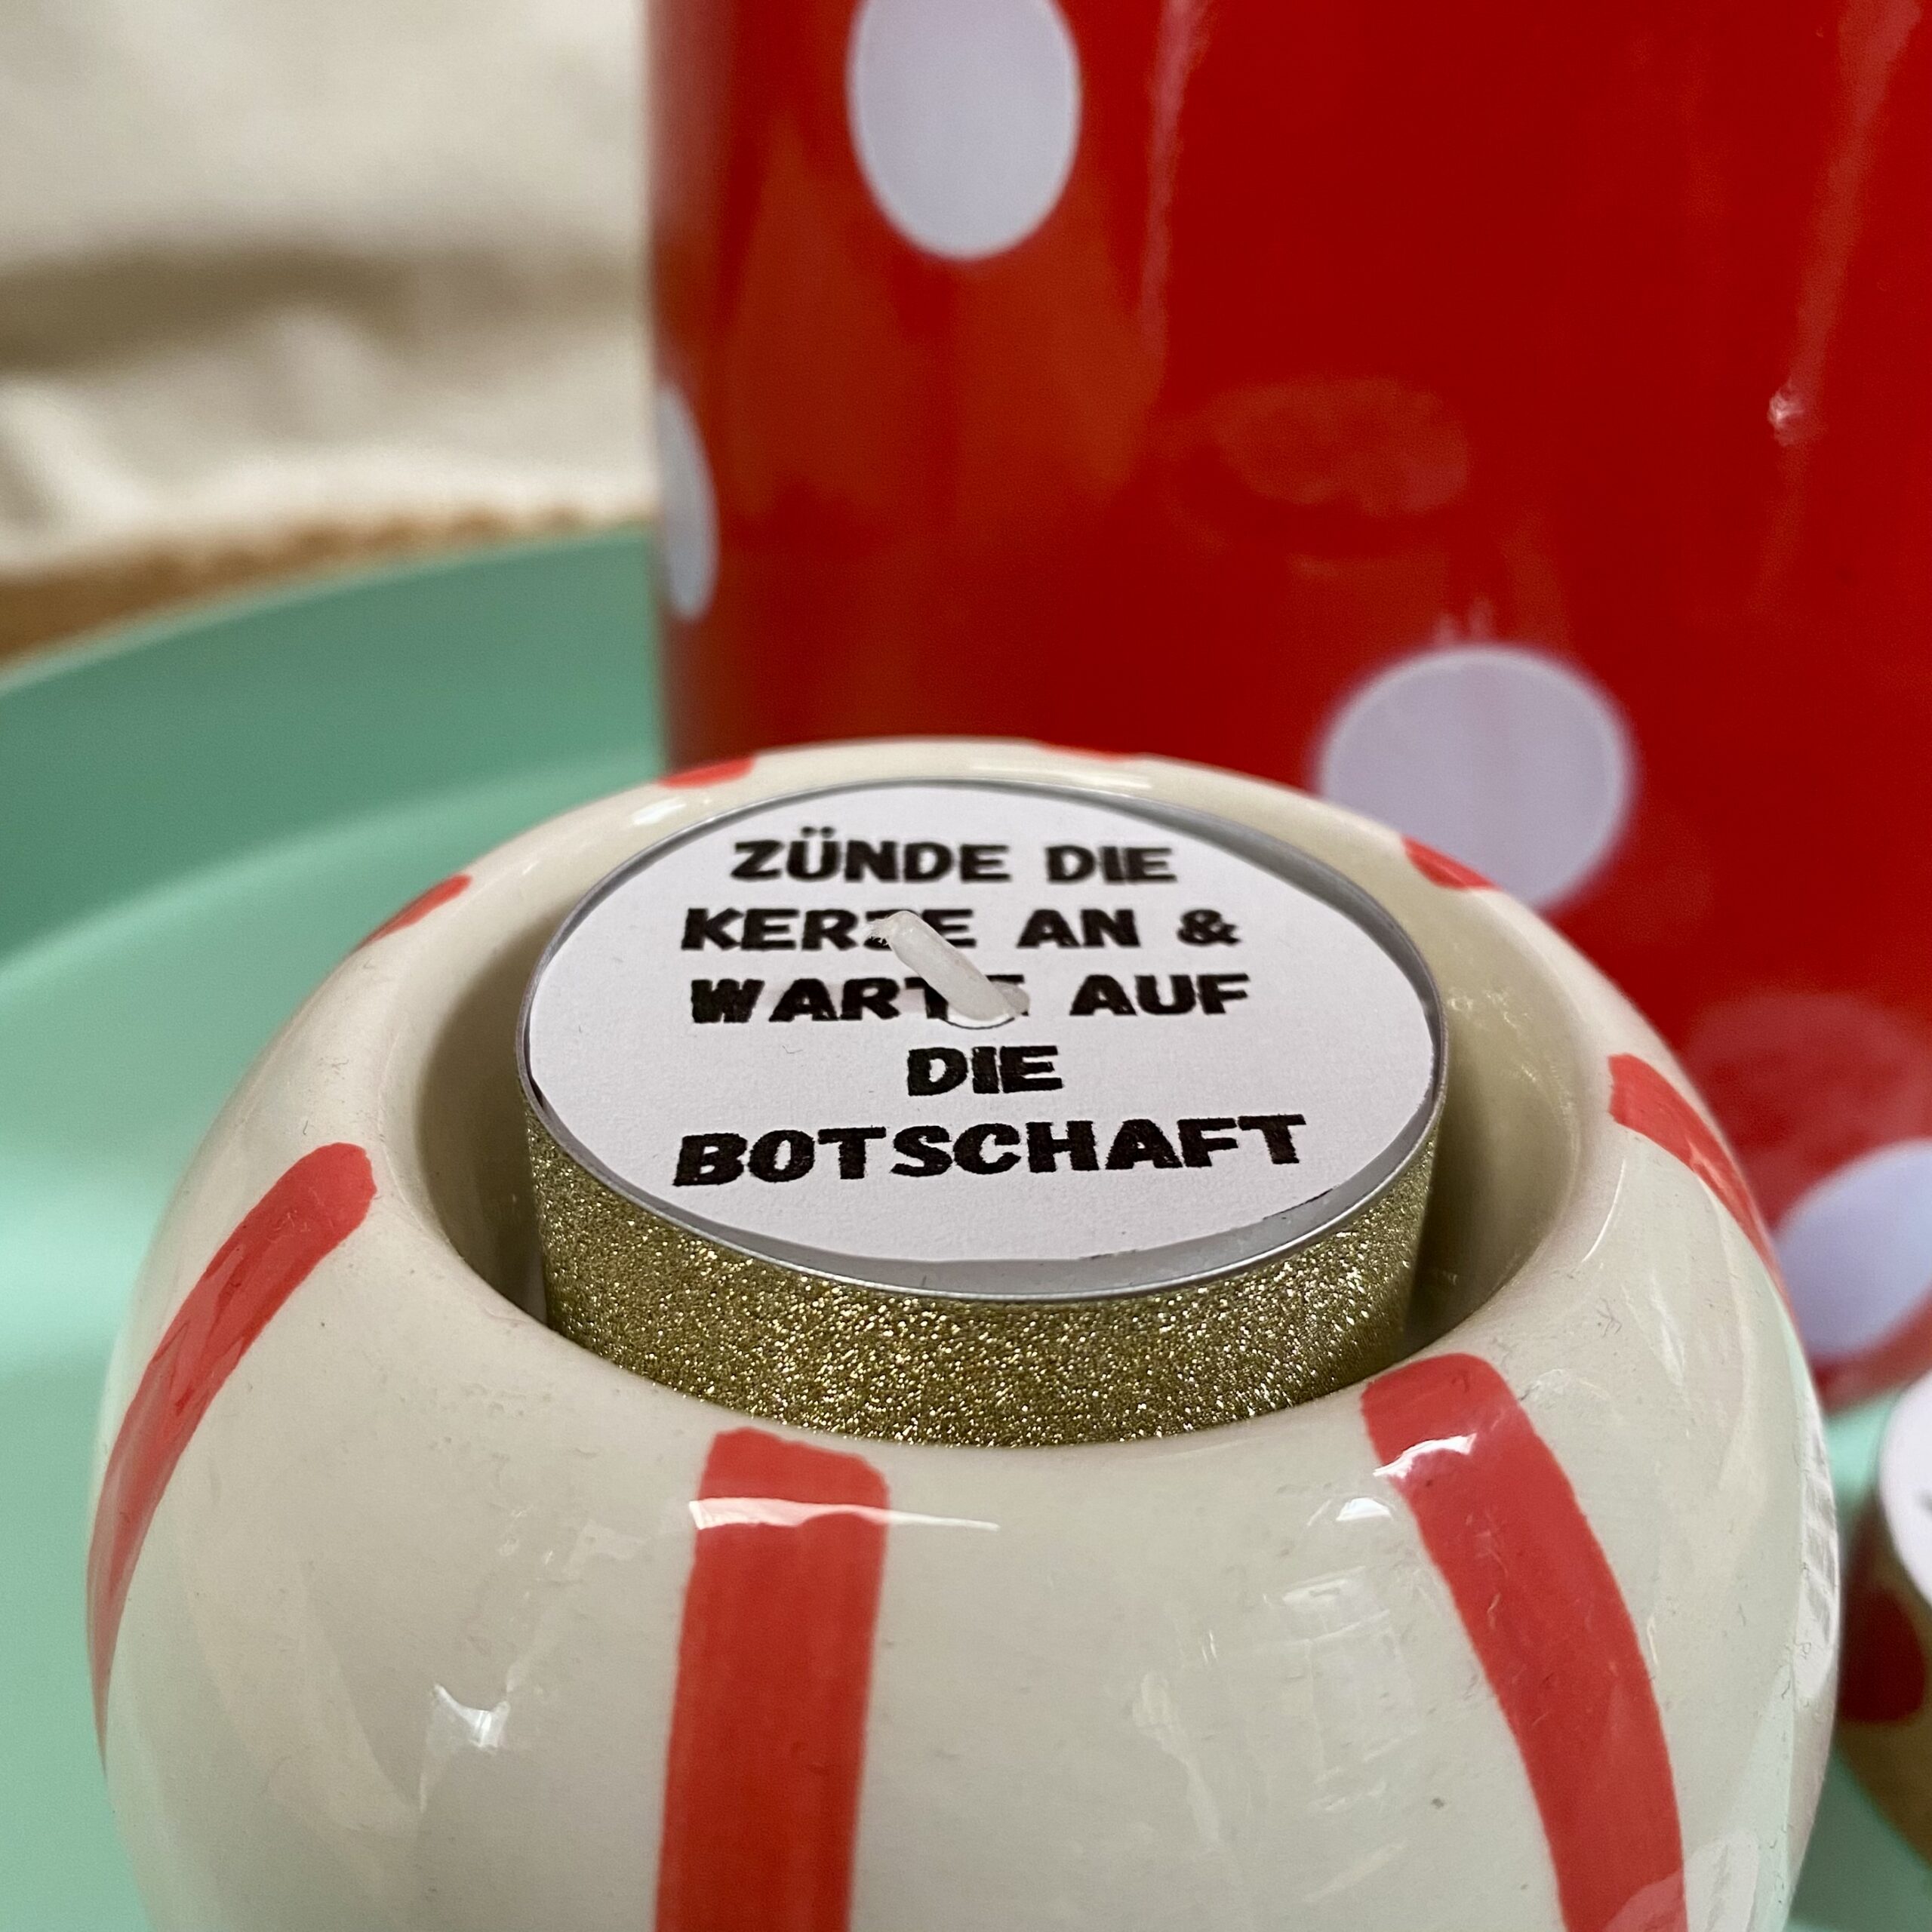 ZÜNDE DIE
KERZE AN &
WARTE AUF
DIE
BOTSCHAFT